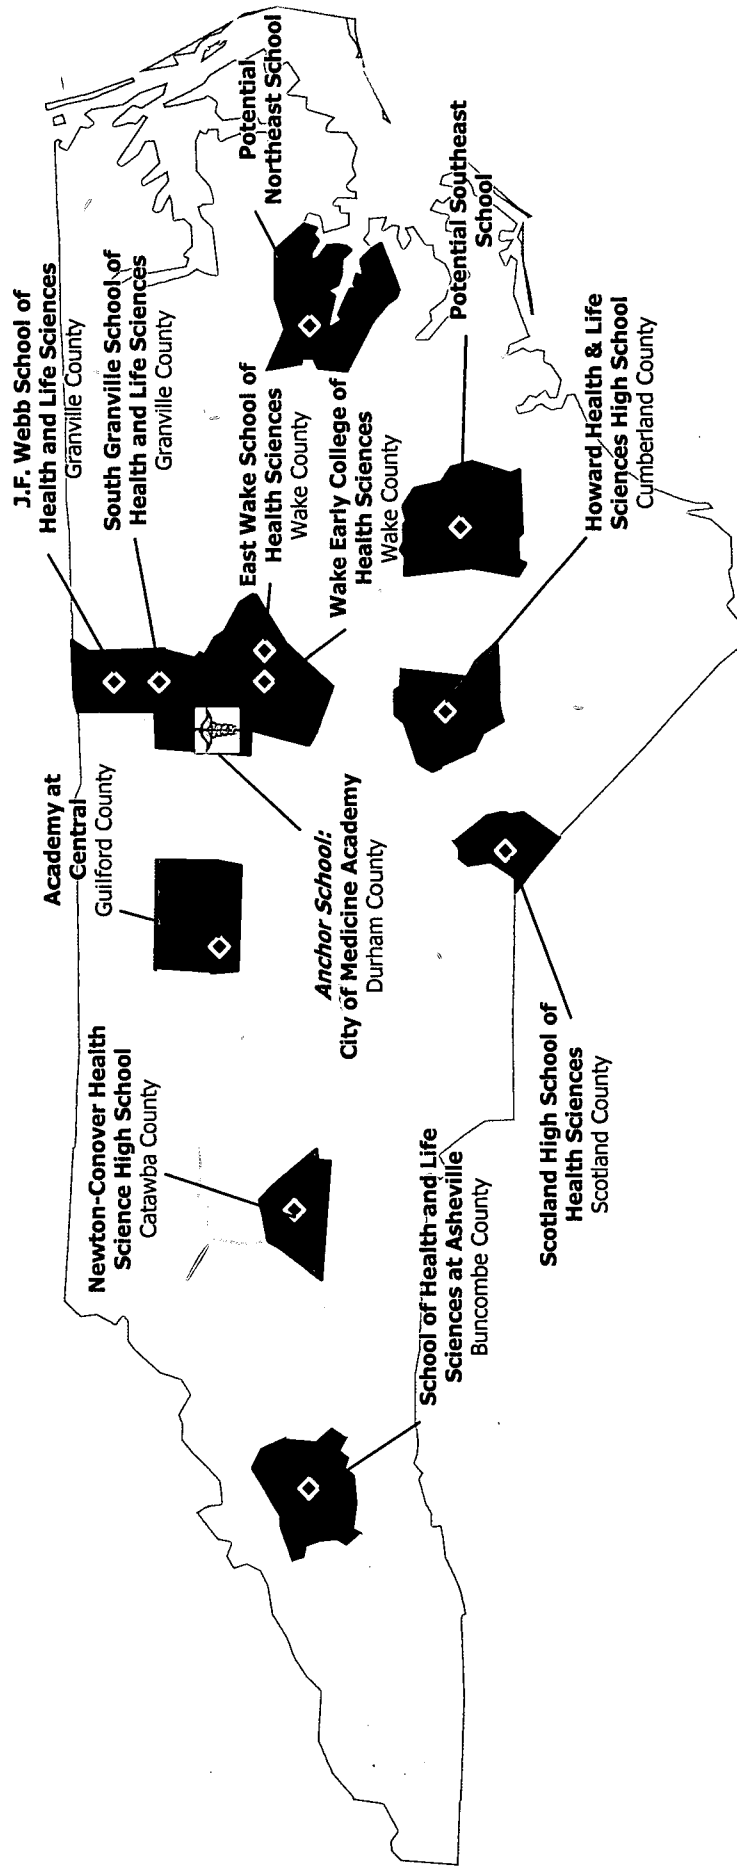 J.F. Webb School of
Health and Life Sciences
Granville County
South Granville School of
Health and Life Sciences
Granville County
Academy at
Central
Guilford County
Newton-Conover Health
Science High School
Catawba County
East Wake School of
Health Sciences
Wake County
Wake Early College of
Health Sciences
Wake County
Potential
Northeast School
Anchor School:
City of Medicine Academy
Durham County
Potential Southeast
School
School of Health and Life
Sciences at Asheville
Buncombe County
Scotland High School of
Health Sciences
Scotland County
Howard Health & Life
Sciences High School
Cumberland County